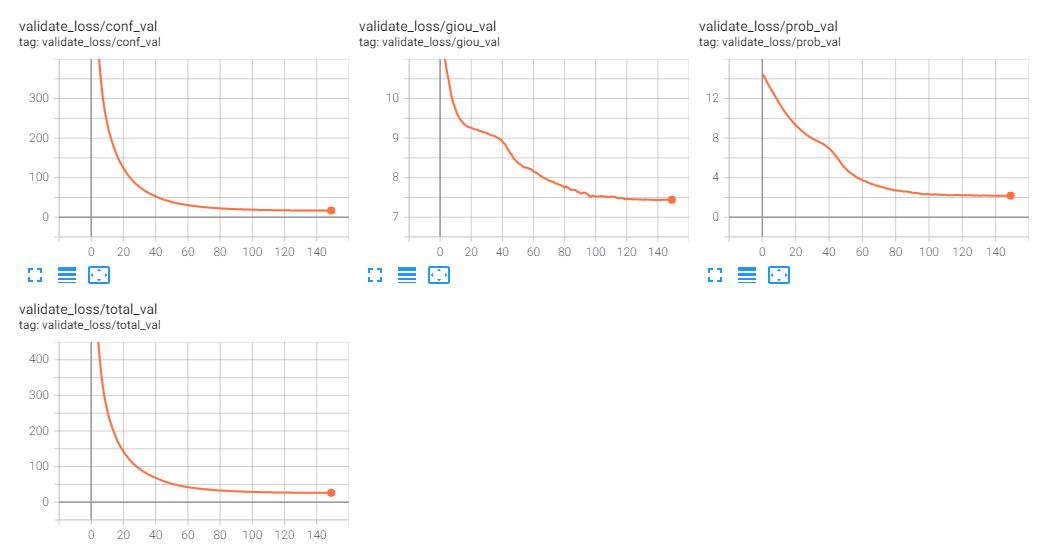 validate_loss/conf_val
tag: validate_loss/conf_val
300
200
100
0
0 20 40 60 80 100 120 140
validate_loss/giou_val
tag: validate_loss/giou_val
10
9
8
7
0 20 40 60 80 100 120 140
validate_loss/prob_val
tag: validate_loss/prob_val
12
8
4
0
0 20 40 60 80 100 120 140
validate_loss/total_val
tag: validate_loss/total_val
400
300
200
100
0
0 20 40 60 80 100 120 140